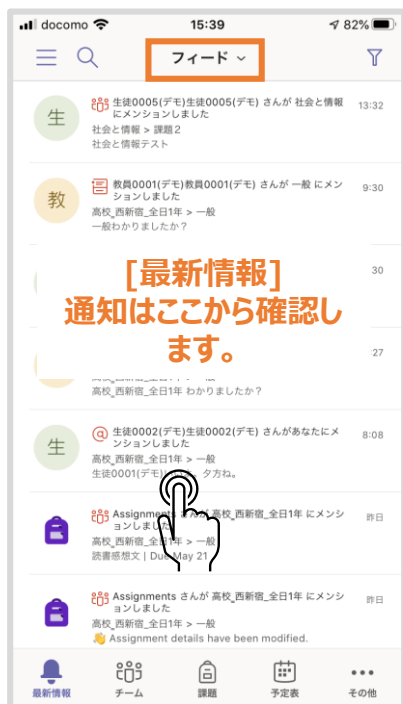 docomo 15:39 82%
フィード
生 生徒0005(デモ)生徒0005(デモ) さんが 社会と情報 13:32
にメンションしました
社会と情報 > 課題2
社会と情報テスト
教 教員0001(デモ)教員0001(デモ) さんが 一般 にメン 9:30
ションしました
高校_西新宿_全日1年 > 一般
一般わかりましたか？
30
[最新情報]
通知はここから確認し
ます。
27
高校_西新宿_全日1年 > 一般
高校_西新宿_全日1年 わかりましたか？
生 生徒0002(デモ)生徒0002(デモ) さんがあなたにメ 8:08
ンションしました
高校_西新宿_全日1年 > 一般
生徒0001(デモ) 夕方ね。
Assignments さんが 高校_西新宿_全日1年 にメンシ 昨日
ョンしました
高校_西新宿_全日1年 > 一般
読書感想文 | Due May 21
Assignments さんが 高校_西新宿_全日1年 にメンシ 昨日
ョンしました
高校_西新宿_全日1年 > 一般
👋 Assignment details have been modified.
最新情報 チーム 課題 予定表 その他